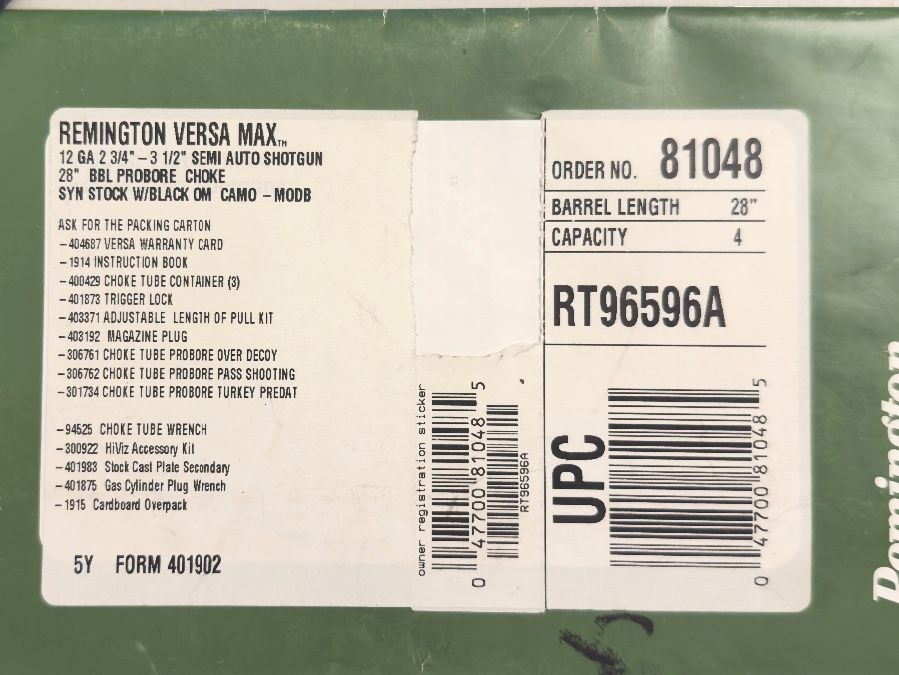 REMINGTON VERSA MAX™
12 GA 2 3/4" – 3 1/2" SEMI AUTO SHOTGUN
28" BBL PROBORE CHOKE
SYN STOCK W/BLACK OM CAMO – MODB
ASK FOR THE PACKING CARTON
–404687 VERSA WARRANTY CARD
–1914 INSTRUCTION BOOK
–400429 CHOKE TUBE CONTAINER (3)
–401873 TRIGGER LOCK
–403371 ADJUSTABLE LENGTH OF PULL KIT
–403192 MAGAZINE PLUG
–306761 CHOKE TUBE PROBORE OVER DECOY
–306762 CHOKE TUBE PROBORE PASS SHOOTING
–301734 CHOKE TUBE PROBORE TURKEY PREDAT
–94525 CHOKE TUBE WRENCH
–300922 HiViz Accessory Kit
–401983 Stock Cast Plate Secondary
–401875 Gas Cylinder Plug Wrench
–1915 Cardboard Overpack
5Y FORM 401902
owner registration sticker
0 47700 81048 5
RT96596A
ORDER NO. 81048
BARREL LENGTH 28"
CAPACITY 4
RT96596A
UPC
0 47700 81048 5
Remington